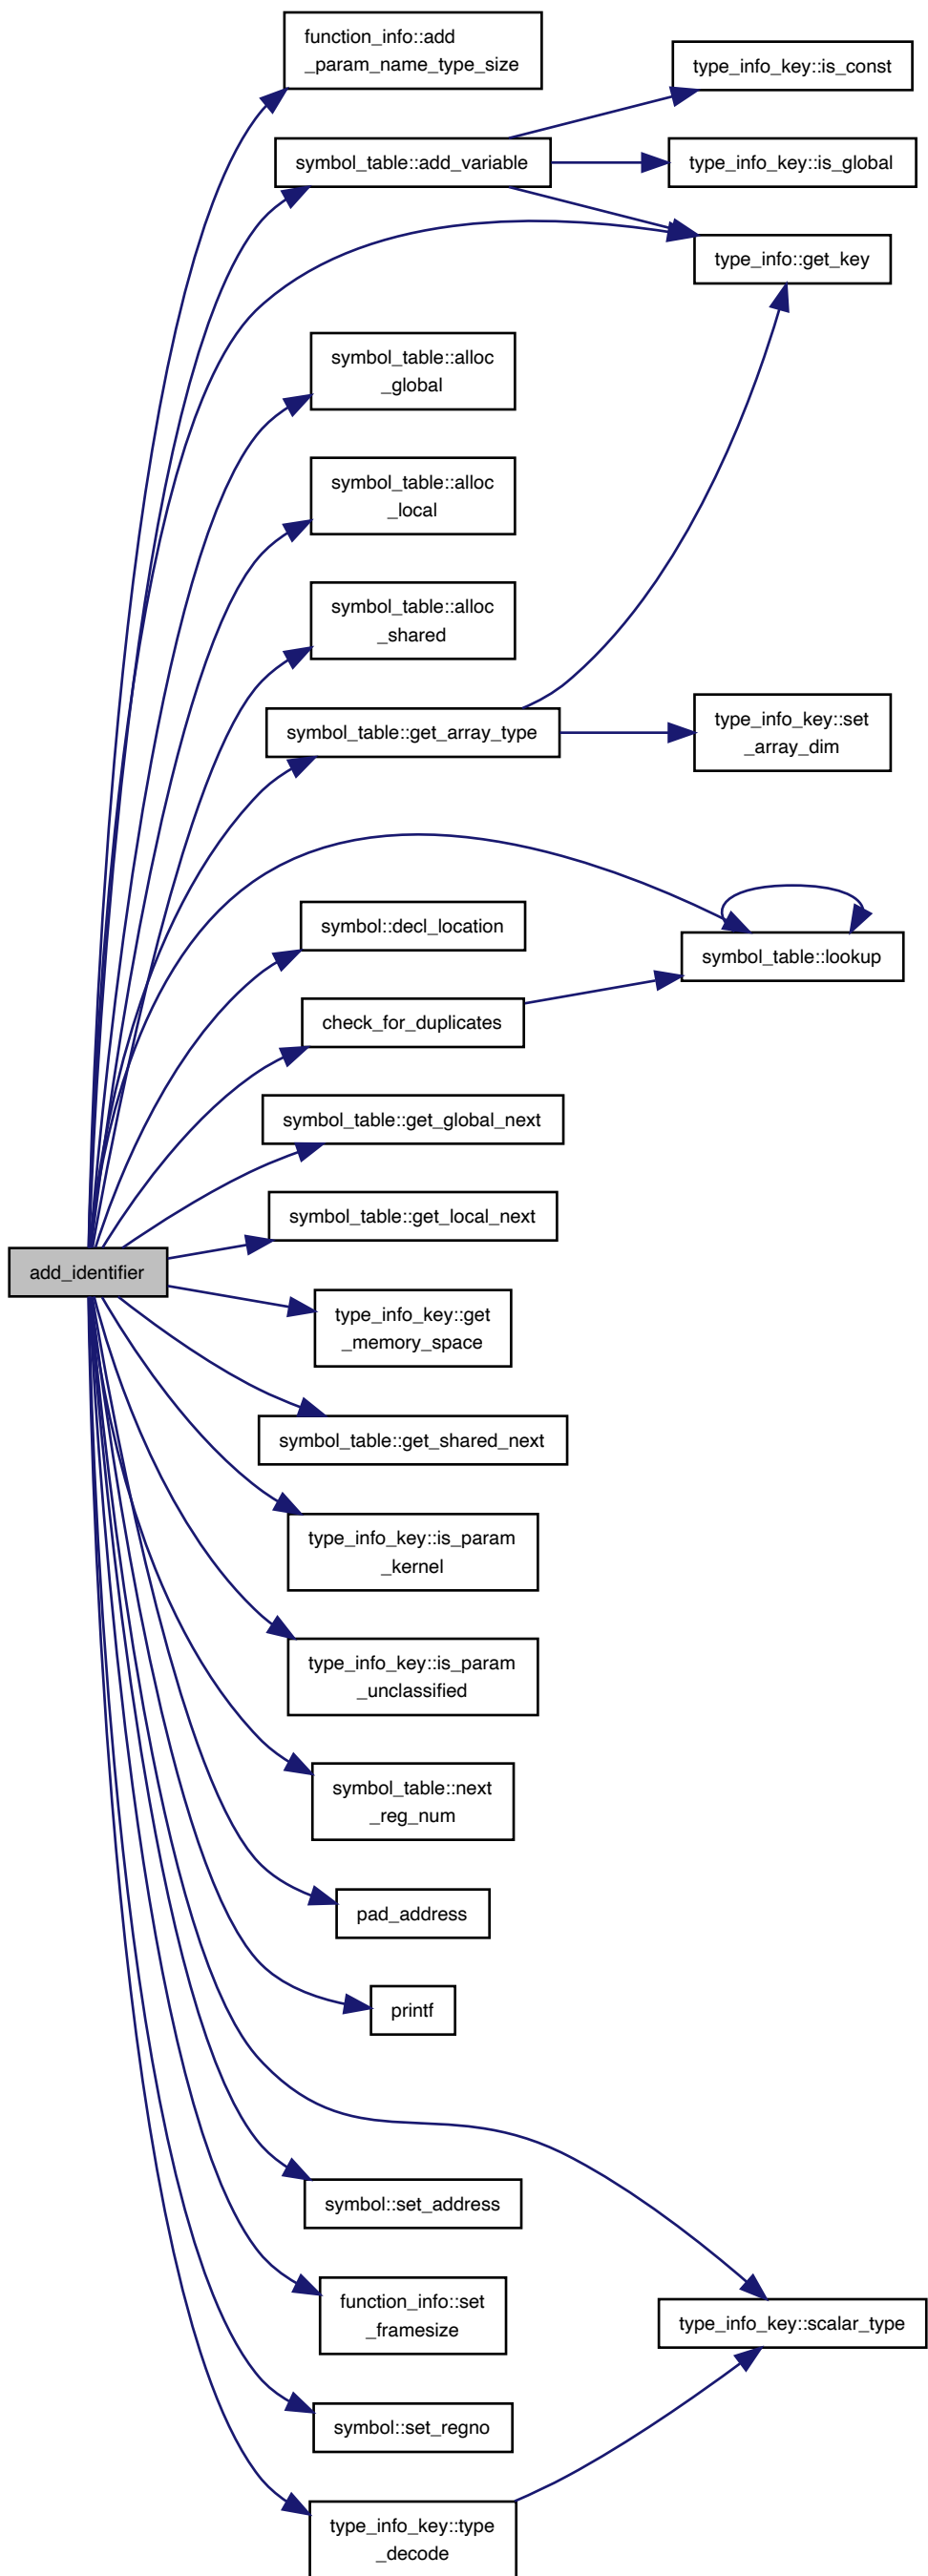 function_info::add
_param_name_type_size
type_info_key::is_const
symbol_table::add_variable
type_info_key::is_global
type_info::get_key
symbol_table::alloc
_global
symbol_table::alloc
_local
symbol_table::alloc
_shared
symbol_table::get_array_type
type_info_key::set
_array_dim
symbol::decl_location
symbol_table::lookup
check_for_duplicates
symbol_table::get_global_next
symbol_table::get_local_next
add_identifier
type_info_key::get
_memory_space
symbol_table::get_shared_next
type_info_key::is_param
_kernel
type_info_key::is_param
_unclassified
symbol_table::next
_reg_num
pad_address
printf
symbol::set_address
function_info::set
_framesize
type_info_key::scalar_type
symbol::set_regno
type_info_key::type
_decode